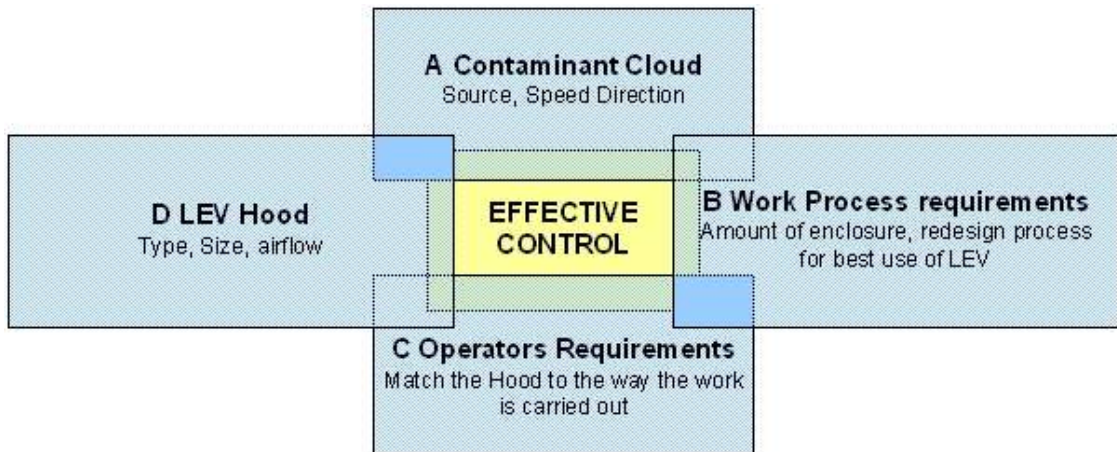 A Contaminant Cloud
Source, Speed Direction
D LEV Hood
Type, Size, airflow
EFFECTIVE
CONTROL
B Work Process requirements
Amount of enclosure, redesign process
for best use of LEV
C Operators Requirements
Match the Hood to the way the work
is carried out